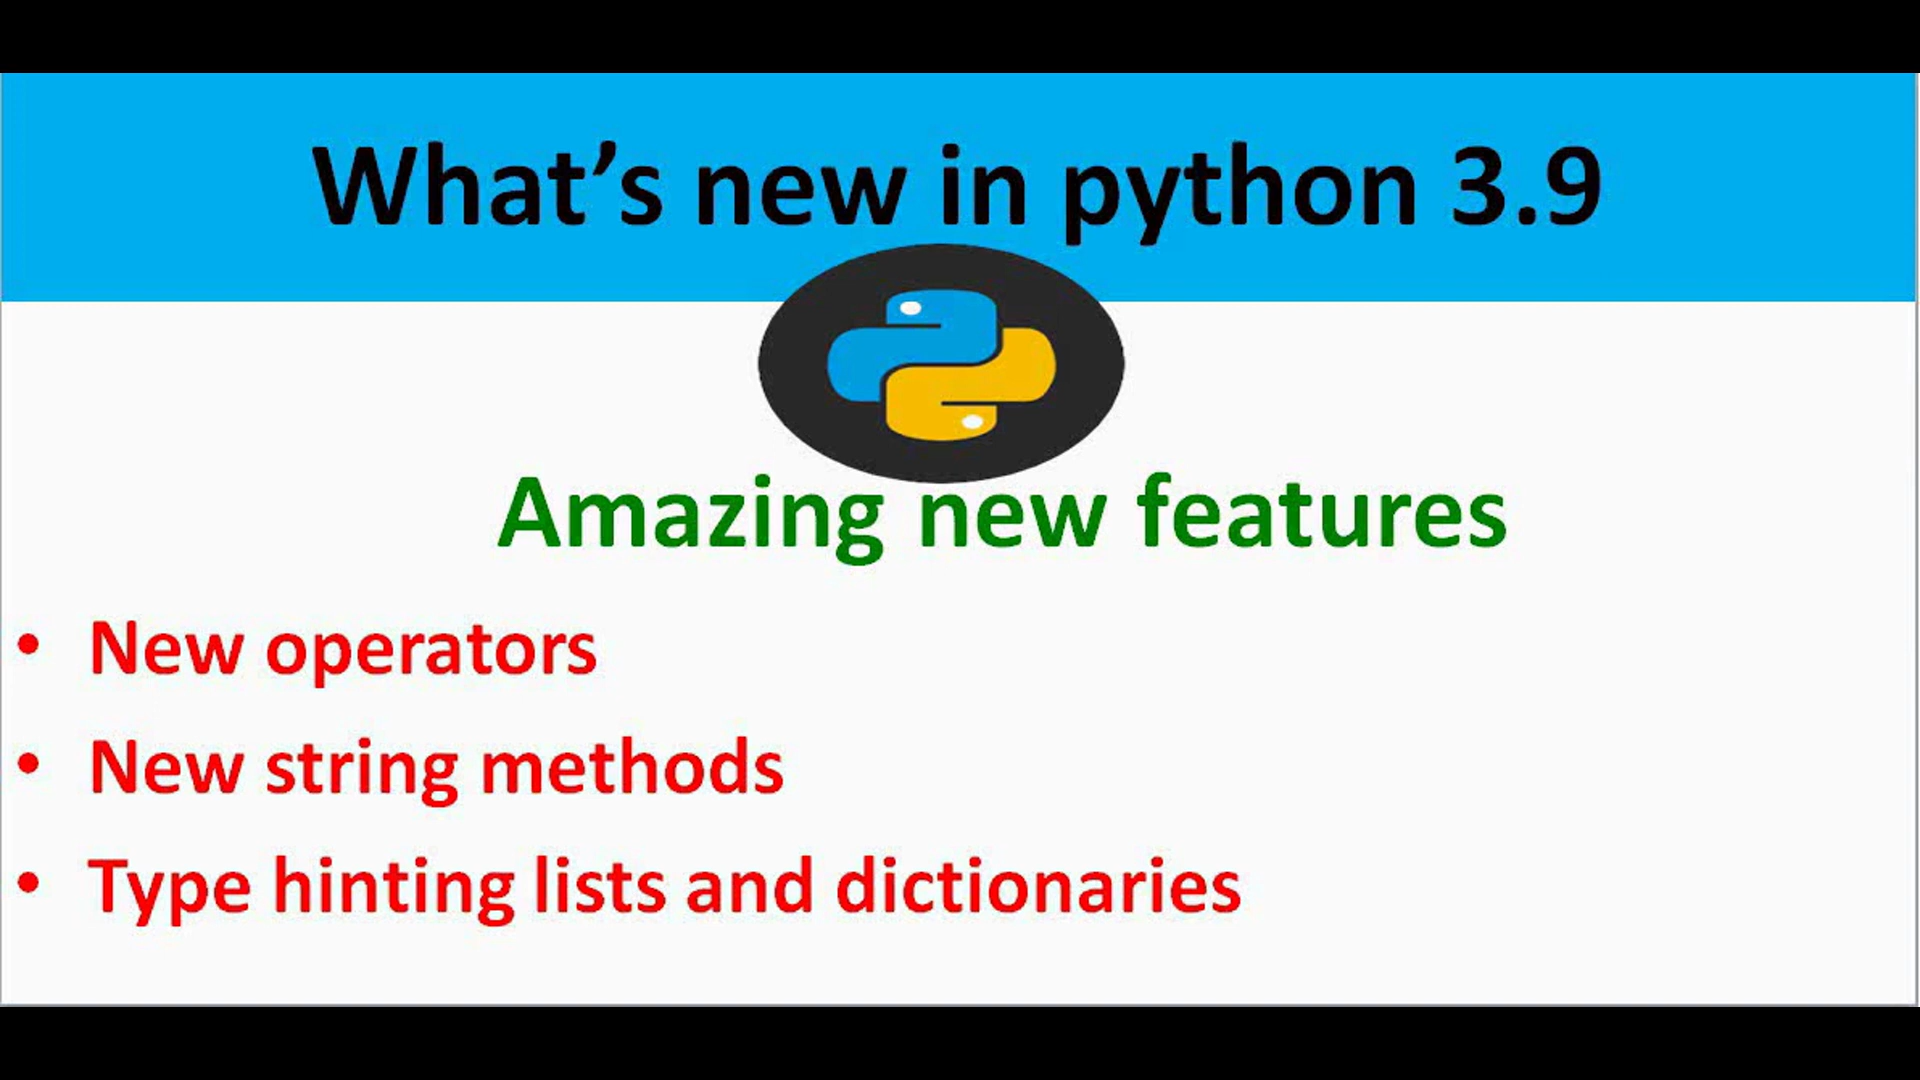 What’s new in python 3.9
Amazing new features
• New operators
• New string methods
• Type hinting lists and dictionaries